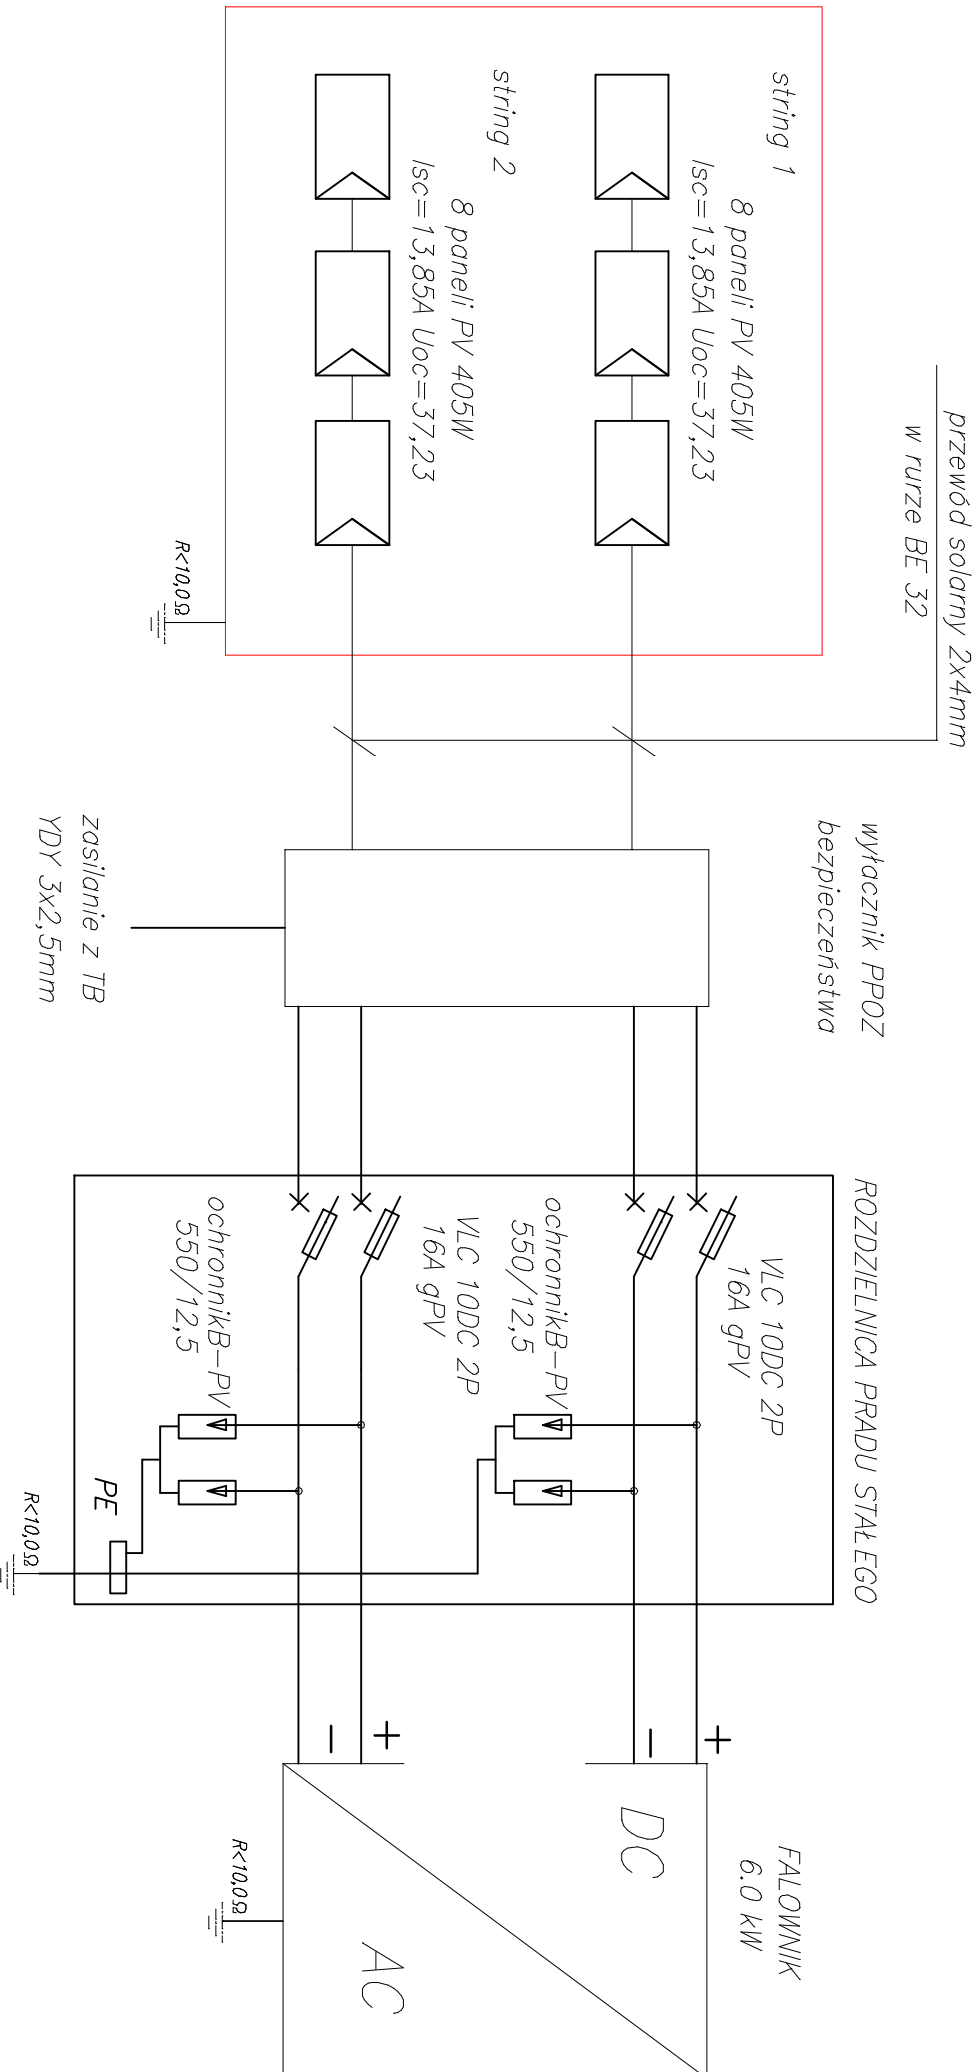 przewód solarny 2x4mm
w rurze BE 32
string 1
8 paneli PV 405W
Isc=13,85A Uoc=37,23
string 2
8 paneli PV 405W
Isc=13,85A Uoc=37,23
R<10,0Ω
wyłacznik PPOZ
bezpieczeństwa
zasilanie z TB
YDY 3x2,5mm
ROZDZIELNICA PRADU STAŁEGO
VLC 10DC 2P
16A gPV
ochronnikB-PV
550/12,5
VLC 10DC 2P
16A gPV
ochronnikB-PV
550/12,5
PE
R<10,0Ω
FALOWNIK
6.0 kW
+
-
+
-
DC
AC
R<10,0Ω